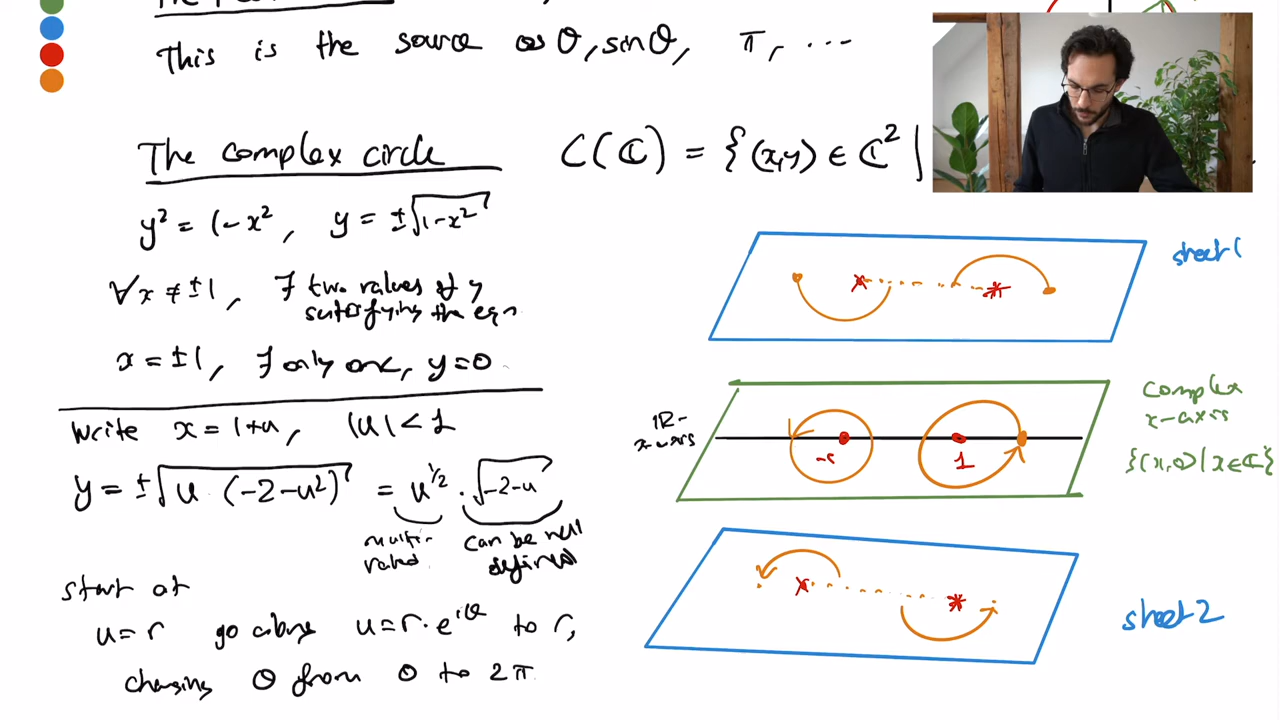 This is the source as θ, sinθ, π, ...
The complex circle
C(ℂ) = {(x,y) ∈ ℂ² |
y² = 1-x², y = ±√(1-x²)
∀x ≠ ±1, ∃ two values of y
satisfying the eqn.
x = ±1, ∃ only one, y=0.
Write x = 1+u, |u| < 1
y = ±√(u·(-2-u²)) = u^(1/2) · √(-2-u)
multi-
valued
can be well
defined
start at
u=r go along u=r·e^(iθ) to r,
changing θ from 0 to 2π.
sheet 1
ℝ-
x-axis
-1
1
complex
x-axis
{(x,0) | x∈ℂ}
sheet 2